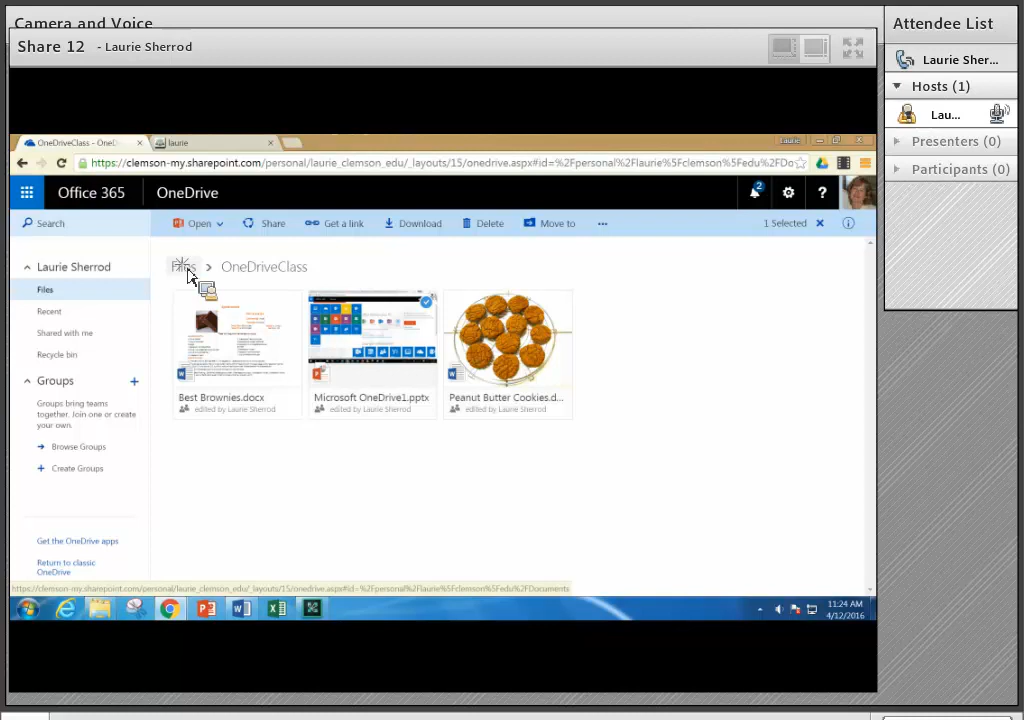 Camera and Voice
Share 12 - Laurie Sherrod
Attendee List
Laurie Sher...
Hosts (1)
Lau...
Presenters (0)
Participants (0)
OneDriveClass - OneD
laurie
Laurie
https://clemson-my.sharepoint.com/personal/laurie_clemson_edu/_layouts/15/onedrive.aspx#id=%2Fpersonal%2Flaurie%5Fclemson%5Fedu%2FDo
Office 365 OneDrive
2
?
Search
Open Share Get a link Download Delete Move to ... 1 Selected
Laurie Sherrod
Files
Recent
Shared with me
Recycle bin
Groups +
Groups bring teams
together. Join one or create
your own.
Browse Groups
Create Groups
Get the OneDrive apps
Return to classic
OneDrive
Files > OneDriveClass
Best Brownies.docx
edited by Laurie Sherrod
Microsoft OneDrive1.pptx
edited by Laurie Sherrod
Peanut Butter Cookies.d...
edited by Laurie Sherrod
https://clemson-my.sharepoint.com/personal/laurie_clemson_edu/_layouts/15/onedrive.aspx#id=%2Fpersonal%2Flaurie%5Fclemson%5Fedu%2FDocuments
11:24 AM
4/12/2016